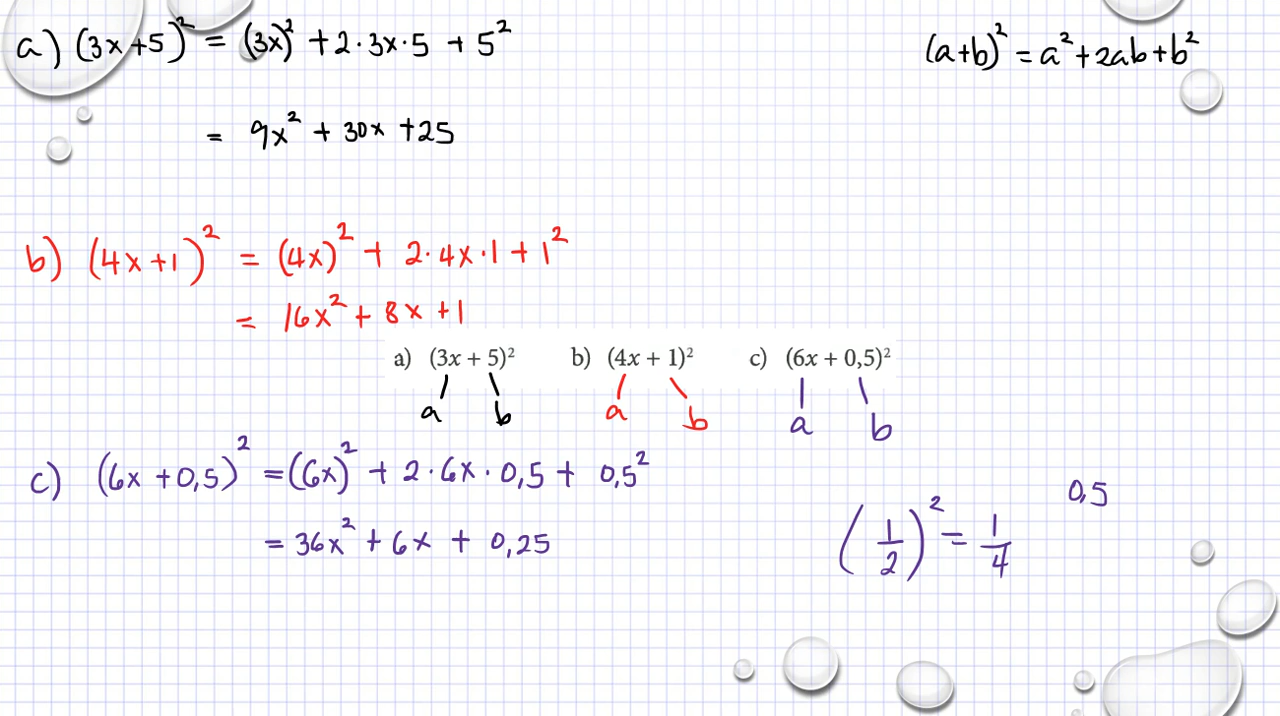 a) (3x+5)² = (3x)² + 2·3x·5 + 5²
(a+b)² = a² + 2ab + b²
= 9x² + 30x + 25
b) (4x+1)² = (4x)² + 2·4x·1 + 1²
= 16x² + 8x + 1
a) (3x + 5)² b) (4x + 1)² c) (6x + 0,5)²
a b a b a b
c) (6x + 0,5)² = (6x)² + 2·6x·0,5 + 0,5²
0,5
= 36x² + 6x + 0,25
(1/2)² = 1/4